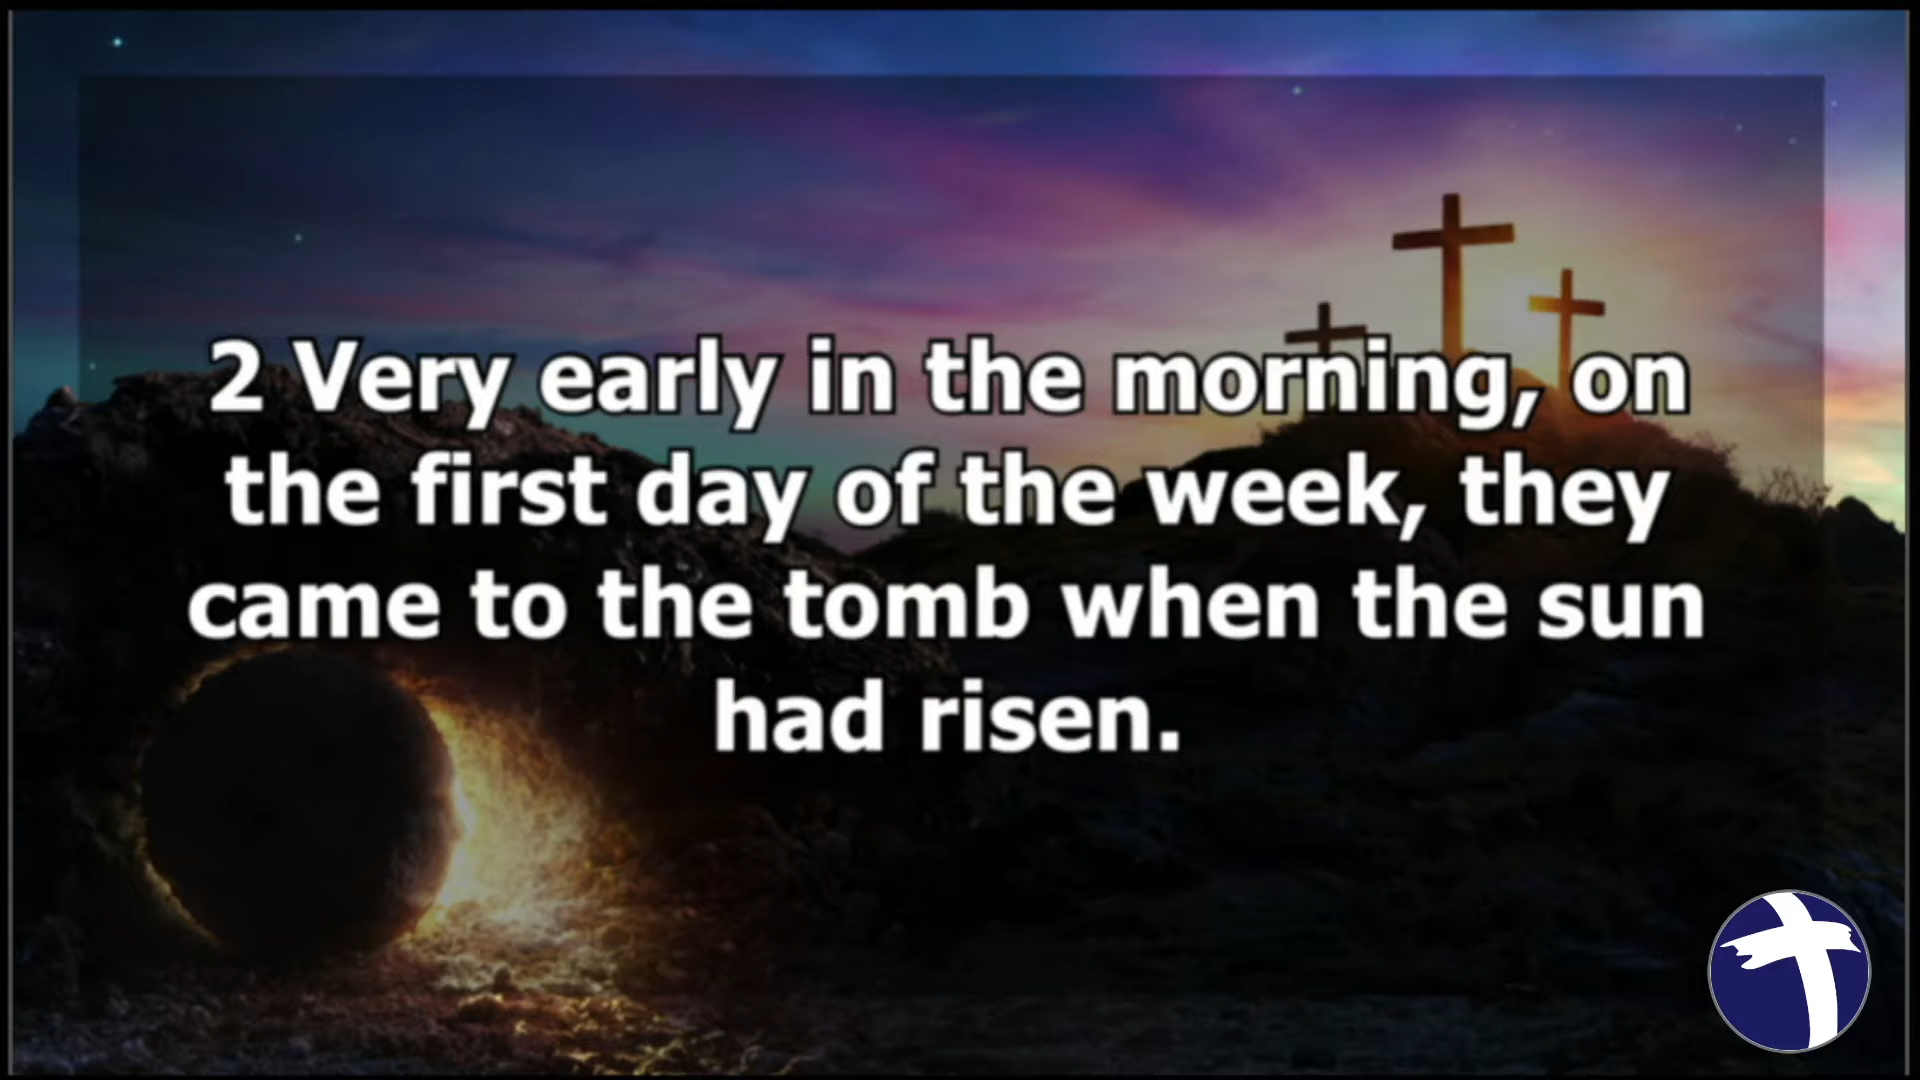 2 Very early in the morning, on
the first day of the week, they
came to the tomb when the sun
had risen.